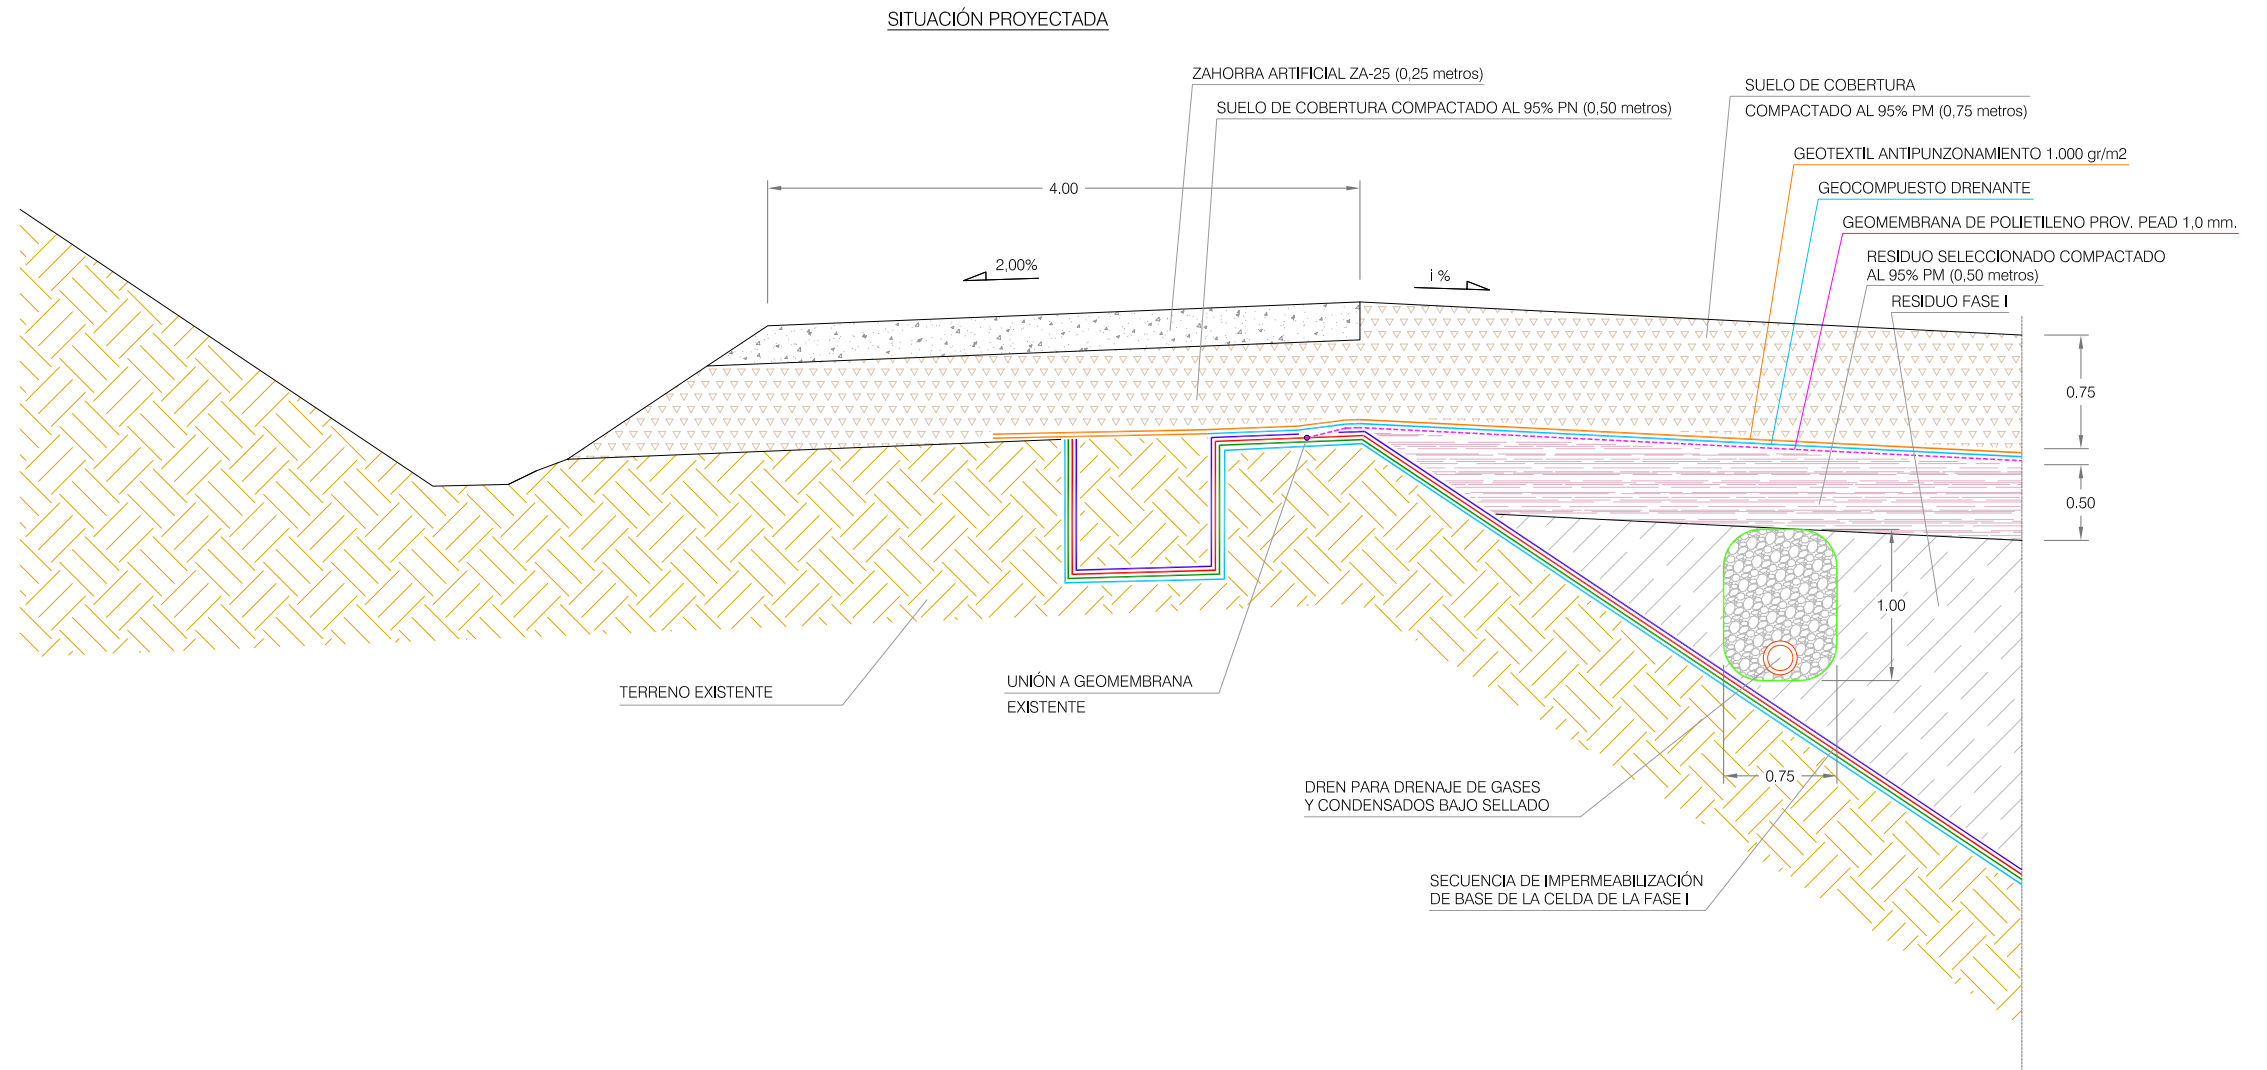 SITUACIÓN PROYECTADA
ZAHORRA ARTIFICIAL ZA-25 (0,25 metros)
SUELO DE COBERTURA COMPACTADO AL 95% PN (0,50 metros)
SUELO DE COBERTURA
COMPACTADO AL 95% PM (0,75 metros)
GEOTEXTIL ANTIPUNZONAMIENTO 1.000 gr/m2
GEOCOMPUESTO DRENANTE
GEOMEMBRANA DE POLIETILENO PROV. PEAD 1,0 mm.
RESIDUO SELECCIONADO COMPACTADO
AL 95% PM (0,50 metros)
RESIDUO FASE I
4.00
2,00%
i %
0.75
0.50
1.00
0.75
TERRENO EXISTENTE
UNIÓN A GEOMEMBRANA
EXISTENTE
DREN PARA DRENAJE DE GASES
Y CONDENSADOS BAJO SELLADO
SECUENCIA DE IMPERMEABILIZACIÓN
DE BASE DE LA CELDA DE LA FASE I